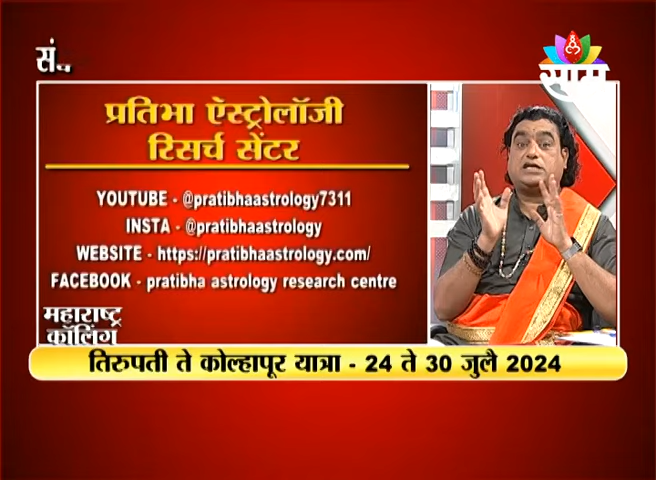 साम
प्रतिभा ऍस्ट्रोलॉजी
रिसर्च सेंटर
YOUTUBE - @pratibhaastrology7311
INSTA - @pratibhaastrology
WEBSITE - https://pratibhaastrology.com/
FACEBOOK - pratibha astrology research centre
महाराष्ट्र
कॉलिंग
तिरुपती ते कोल्हापूर यात्रा - 24 ते 30 जुलै 2024